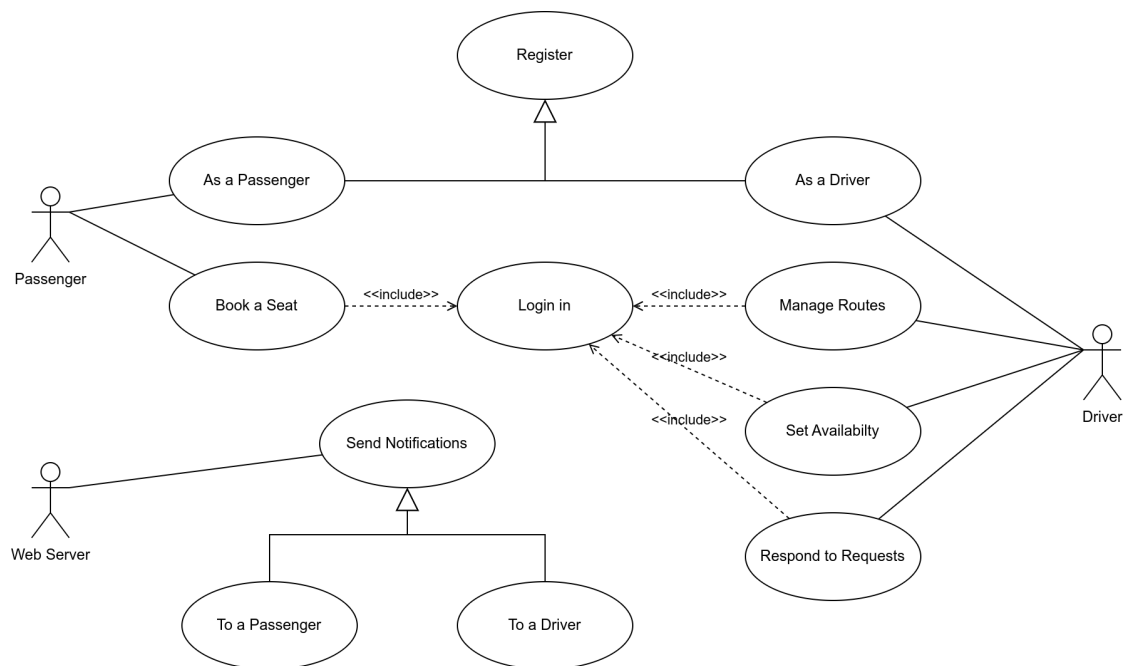 Register
As a Passenger
As a Driver
Passenger
Book a Seat
<<include>>
Login in
<<include>>
Manage Routes
<<include>>
Driver
<<include>>
Set Availabilty
Send Notifications
Web Server
Respond to Requests
To a Passenger
To a Driver